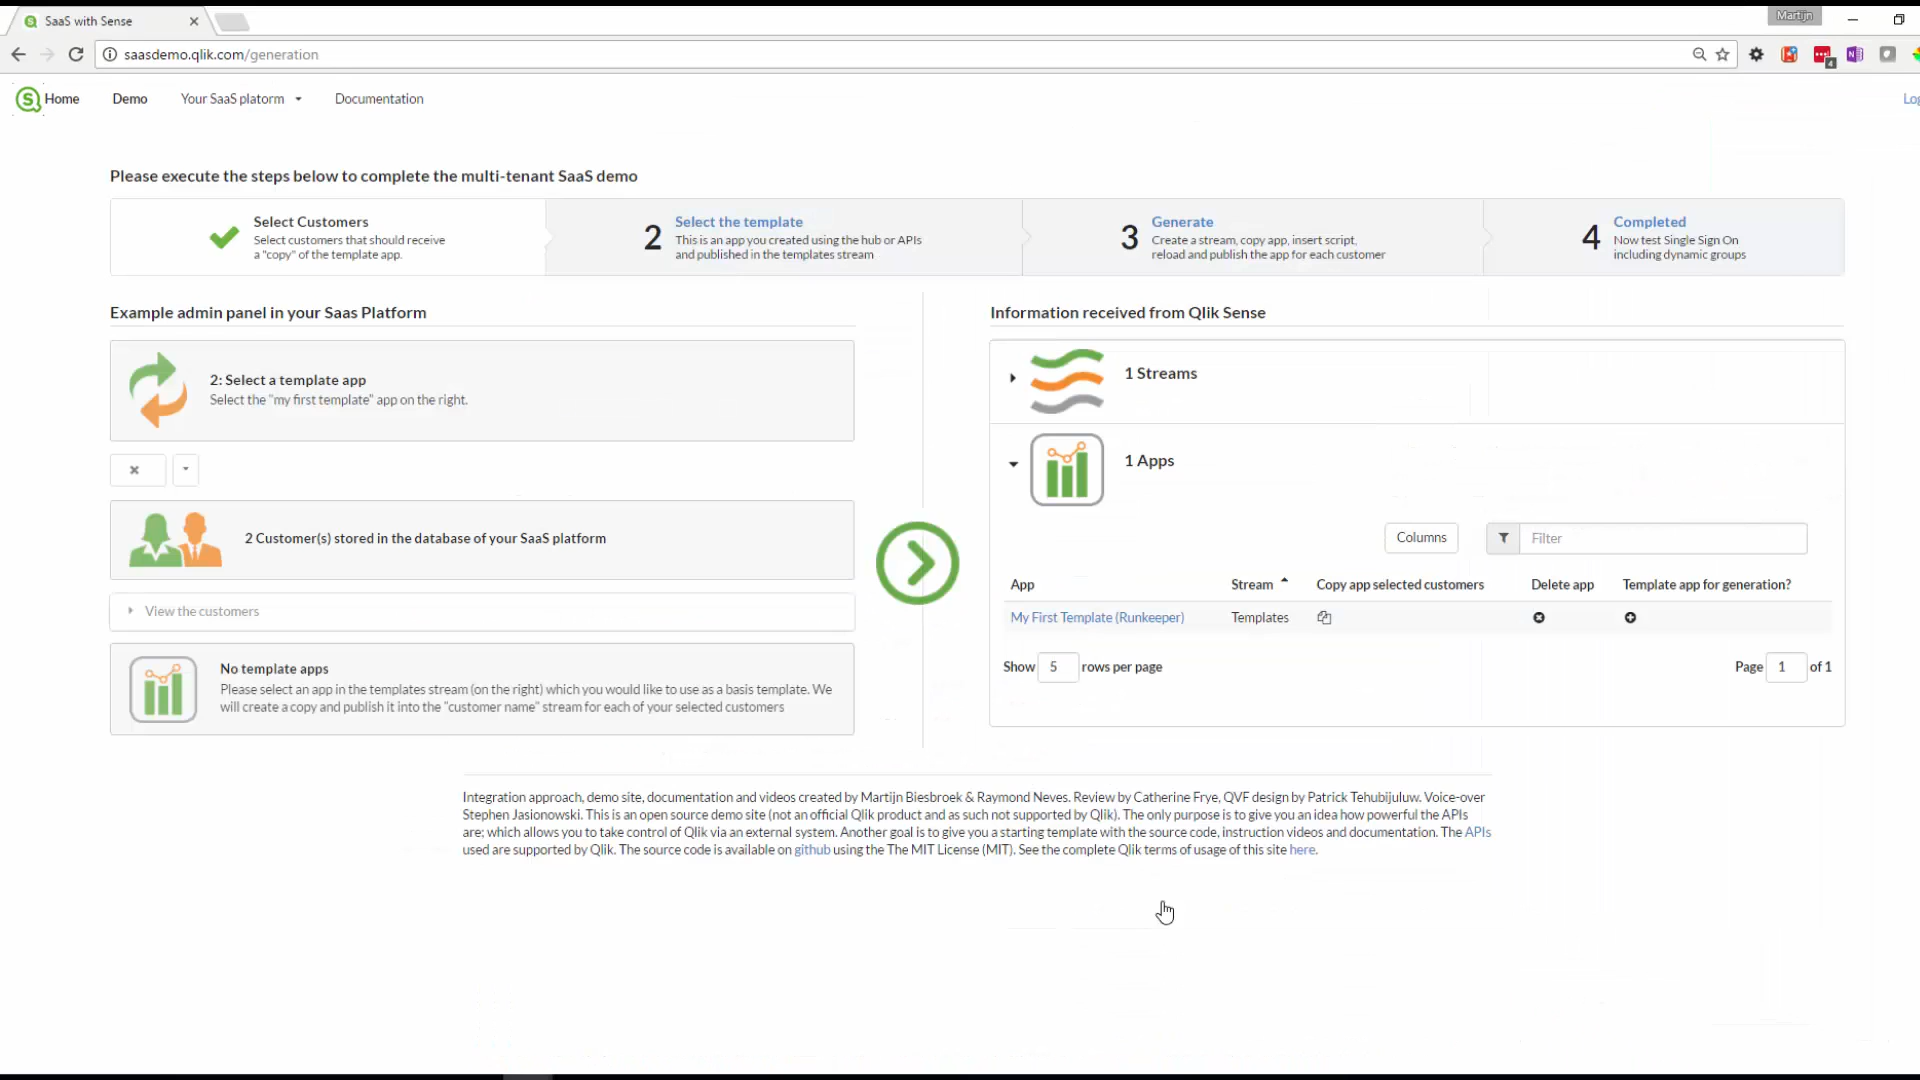 SaaS with Sense
Martijn
saasdemo.qlik.com/generation
4
Home
Demo
Your SaaS platorm
Documentation
Please execute the steps below to complete the multi-tenant SaaS demo
Select Customers
Select customers that should receive
a "copy" of the template app.
2
Select the template
This is an app you created using the hub or APIs
and published in the templates stream
3
Generate
Create a stream, copy app, insert script,
reload and publish the app for each customer
4
Completed
Now test Single Sign On
including dynamic groups
Example admin panel in your Saas Platform
2: Select a template app
Select the "my first template" app on the right.
2 Customer(s) stored in the database of your SaaS platform
View the customers
No template apps
Please select an app in the templates stream (on the right) which you would like to use as a basis template. We
will create a copy and publish it into the "customer name" stream for each of your selected customers
Information received from Qlik Sense
1 Streams
1 Apps
Columns
Filter
App Stream Copy app selected customers Delete app Template app for generation?
My First Template (Runkeeper) Templates
Show 5 rows per page
Page 1 of 1
Integration approach, demo site, documentation and videos created by Martijn Biesbroek & Raymond Neves. Review by Catherine Frye, QVF design by Patrick Tehubijuluw. Voice-over
Stephen Jasionowski. This is an open source demo site (not an official Qlik product and as such not supported by Qlik). The only purpose is to give you an idea how powerful the APIs
are; which allows you to take control of Qlik via an external system. Another goal is to give you a starting template with the source code, instruction videos and documentation. The APIs
used are supported by Qlik. The source code is available on github using the The MIT License (MIT). See the complete Qlik terms of usage of this site here.